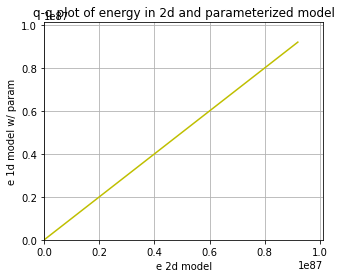 q-q plot of energy in 2d and parameterized model
1e87
1.0
0.8
0.6
0.4
0.2
0.0
e 1d model w/ param
0.0 0.2 0.4 0.6 0.8 1.0
e 2d model
1e87